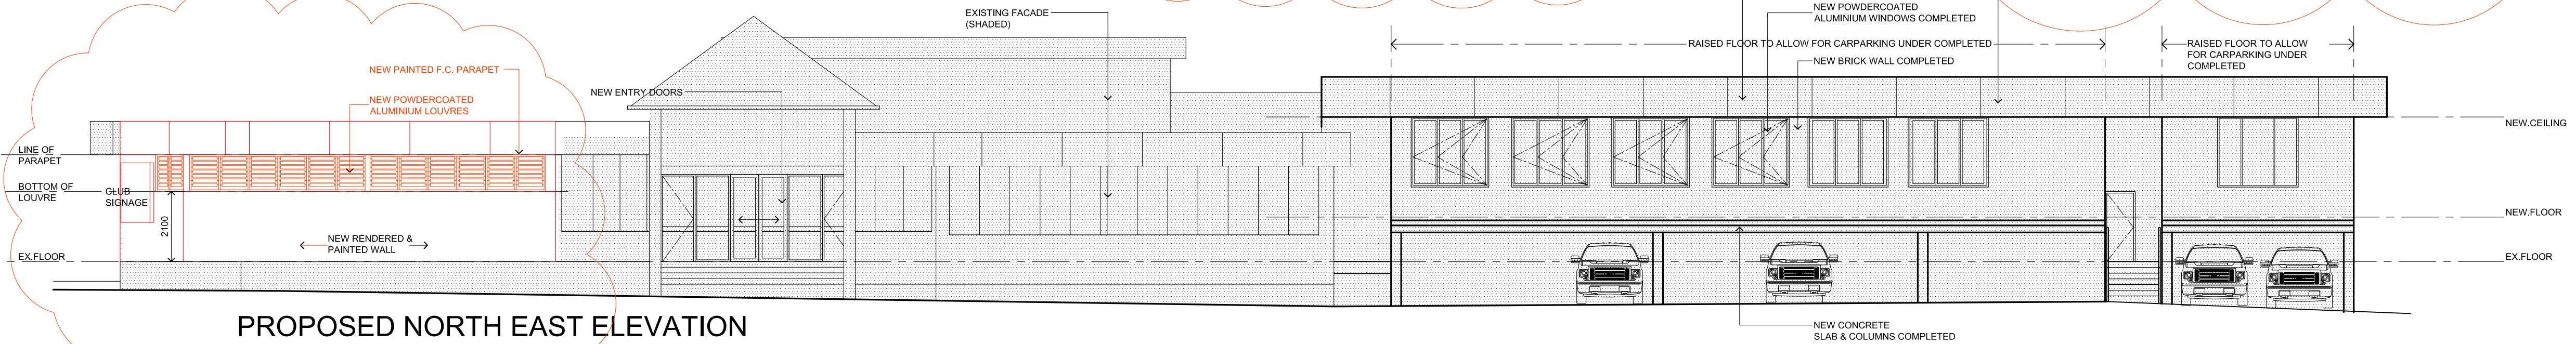 EXISTING FACADE
(SHADED)
NEW POWDERCOATED
ALUMINIUM WINDOWS COMPLETED
RAISED FLOOR TO ALLOW FOR CARPARKING UNDER COMPLETED
RAISED FLOOR TO ALLOW
FOR CARPARKING UNDER
COMPLETED
NEW BRICK WALL COMPLETED
NEW PAINTED F.C. PARAPET
NEW ENTRY DOORS
NEW POWDERCOATED
ALUMINIUM LOUVRES
NEW.CEILING
LINE OF
PARAPET
BOTTOM OF
LOUVRE
CLUB
SIGNAGE
2100
NEW.FLOOR
NEW RENDERED &
PAINTED WALL
EX.FLOOR
EX.FLOOR
PROPOSED NORTH EAST ELEVATION
NEW CONCRETE
SLAB & COLUMNS COMPLETED